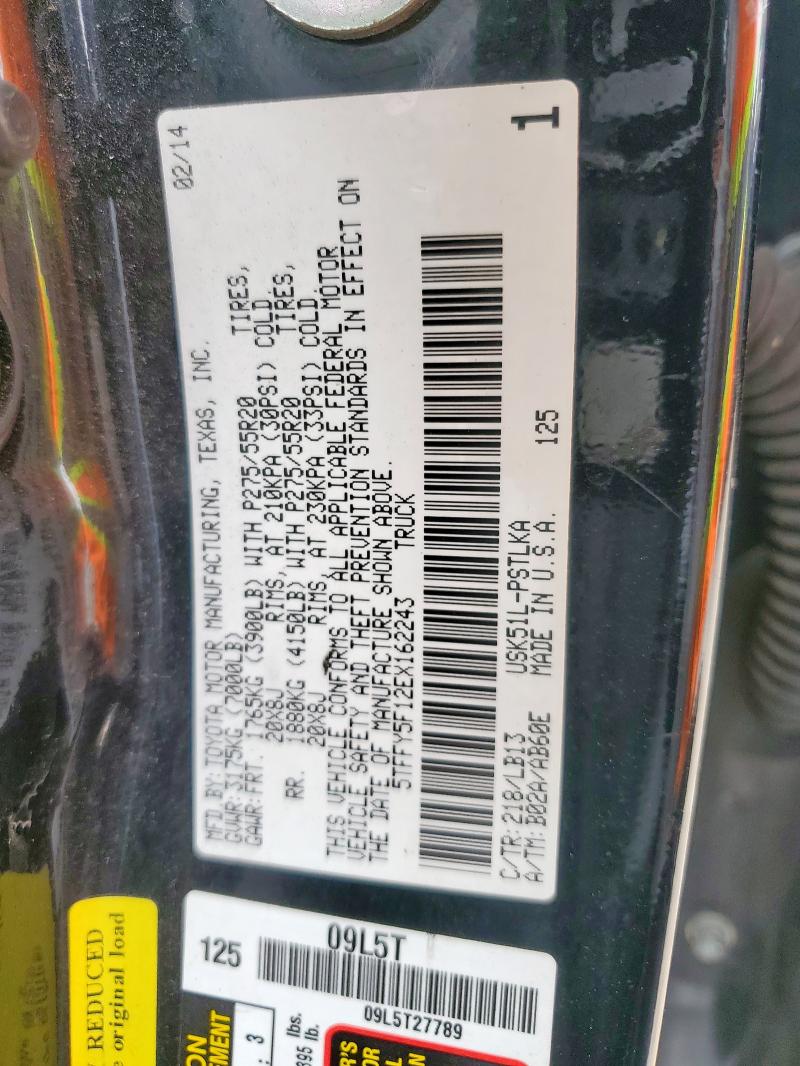 02/14
MFD BY: TOYOTA MOTOR MANUFACTURING, TEXAS, INC.
GVWR: 3175KG (7000LB)
GAWR: FRT. 1765KG (3900LB) WITH P275/55R20 TIRES,
20X8J RIMS, AT 210KPA (30PSI) COLD.
RR. 1880KG (4150LB) WITH P275/55R20 TIRES,
20X8J RIMS, AT 230KPA (33PSI) COLD.
THIS VEHICLE CONFORMS TO ALL APPLICABLE FEDERAL MOTOR
VEHICLE SAFETY AND THEFT PREVENTION STANDARDS IN EFFECT ON
THE DATE OF MANUFACTURE SHOWN ABOVE.
5TFFY5F12EX162243 TRUCK
C/TR: 218/LB13 USK51L-PSTLKA 125
A/TM: B02A/AB60E MADE IN U.S.A.
1
REDUCED
original load
125 09L5T
09L5T27789
: 3 lbs.
395 lb.